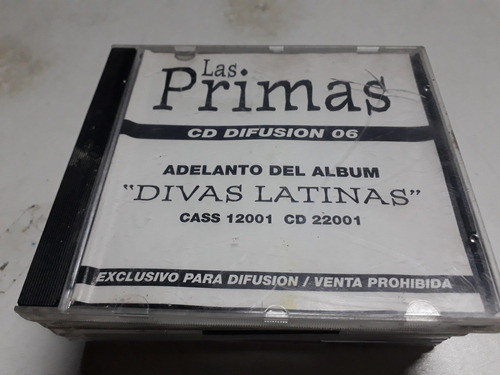 Las
Primas
CD DIFUSION 06
ADELANTO DEL ALBUM
"DIVAS LATINAS"
CASS 12001 CD 22001
EXCLUSIVO PARA DIFUSION / VENTA PROHIBIDA